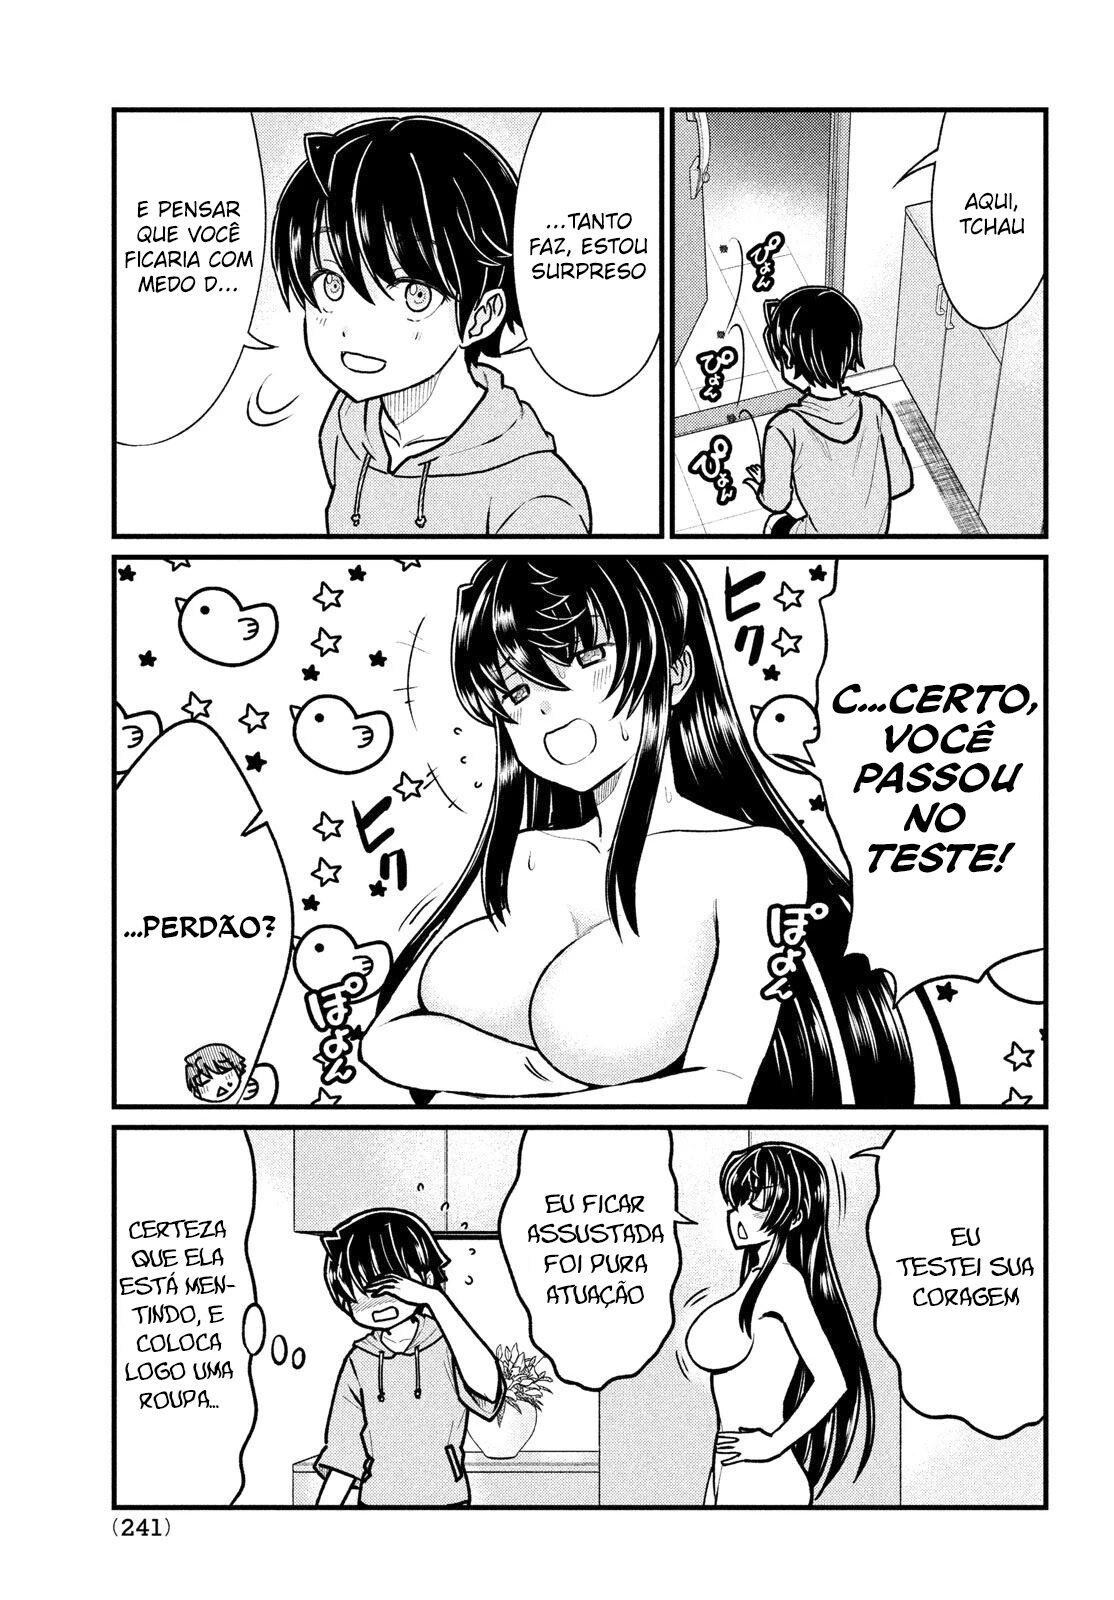 AQUI,
TCHAU
ぴょん
ぴょん
ぴょん
...TANTO
FAZ, ESTOU
SURPRESO
E PENSAR
QUE VOCÊ
FICARIA COM
MEDO D...
C...CERTO,
VOCÊ
PASSOU
NO
TESTE!
ヒク
ヒク
ぽよん
ぽよん
...PERDÃO?
EU
TESTEI SUA
CORAGEM
EU FICAR
ASSUSTADA
FOI PURA
ATUAÇÃO
CERTEZA
QUE ELA
ESTÁ MEN-
TINDO, E
COLOCA
LOGO UMA
ROUPA...
(241)